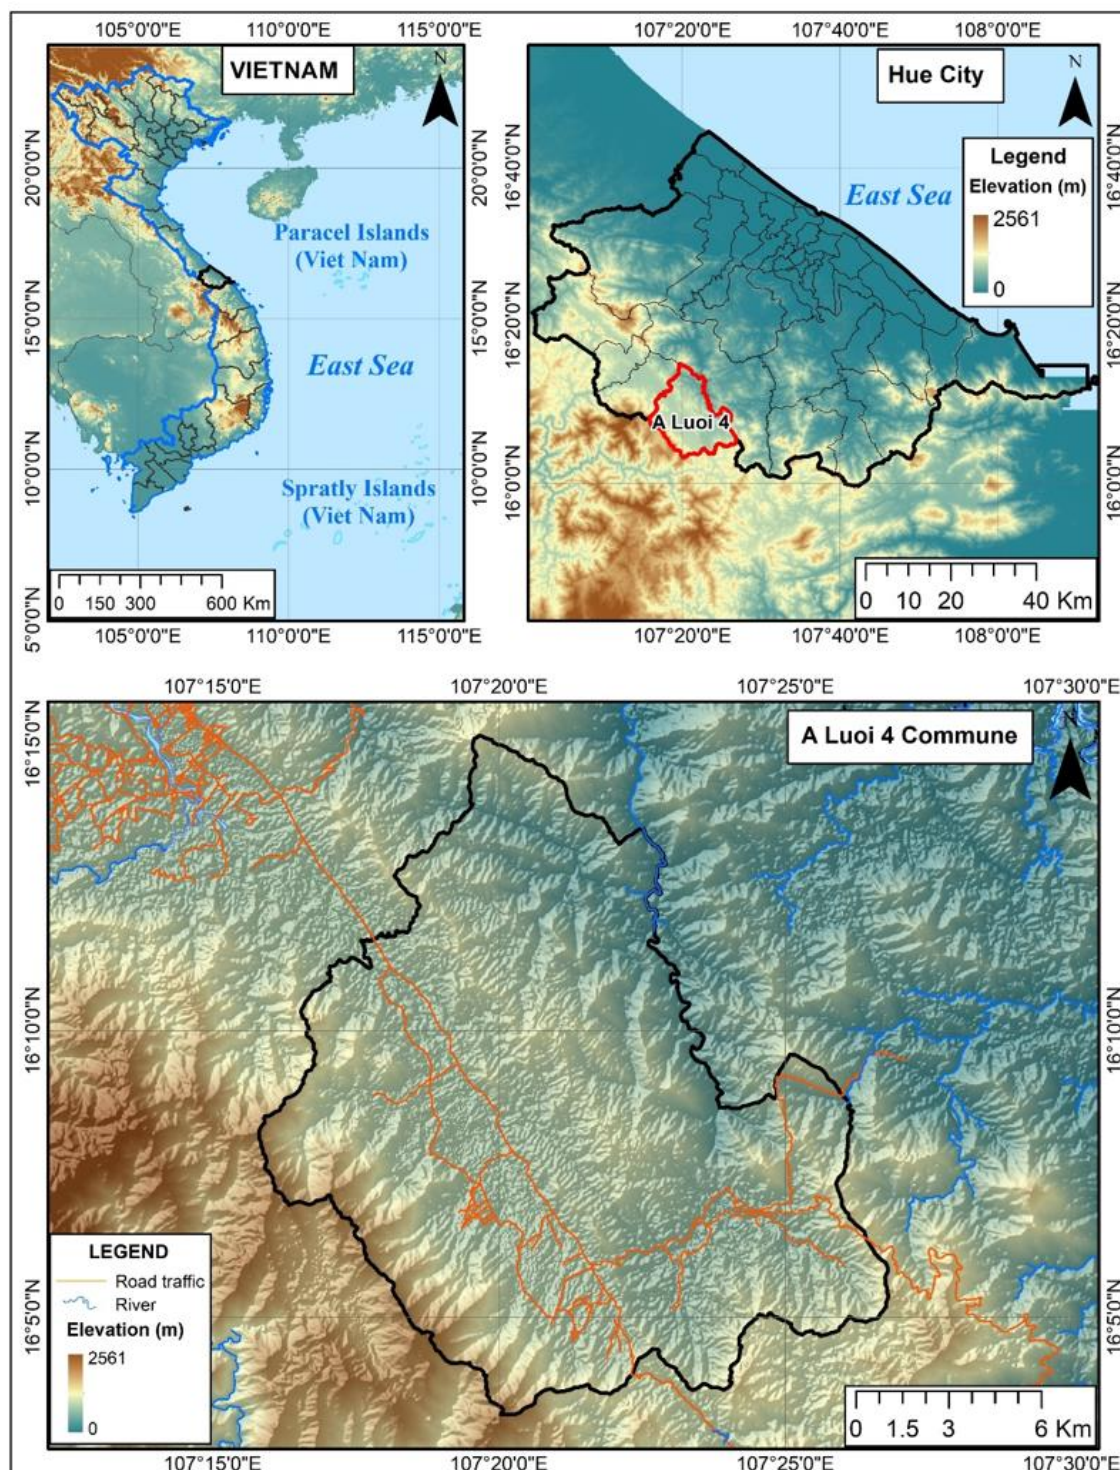 105°0'0"E 110°0'0"E 115°0'0"E
VIETNAM
N
20°0'0"N
15°0'0"N
10°0'0"N
5°0'0"N
Paracel Islands
(Viet Nam)
East Sea
Spratly Islands
(Viet Nam)
0 150 300 600 Km
20°0'0"N
15°0'0"N
10°0'0"N
105°0'0"E 110°0'0"E 115°0'0"E
107°20'0"E 107°40'0"E 108°0'0"E
Hue City
N
Legend
Elevation (m)
2561
0
East Sea
A Luoi 4
16°40'0"N
16°20'0"N
16°0'0"N
16°40'0"N
16°20'0"N
16°0'0"N
0 10 20 40 Km
107°20'0"E 107°40'0"E 108°0'0"E
107°15'0"E 107°20'0"E 107°25'0"E 107°30'0"E
A Luoi 4 Commune
N
16°15'0"N
16°10'0"N
16°5'0"N
16°15'0"N
16°10'0"N
16°5'0"N
LEGEND
Road traffic
River
Elevation (m)
2561
0
0 1.5 3 6 Km
107°15'0"E 107°20'0"E 107°25'0"E 107°30'0"E